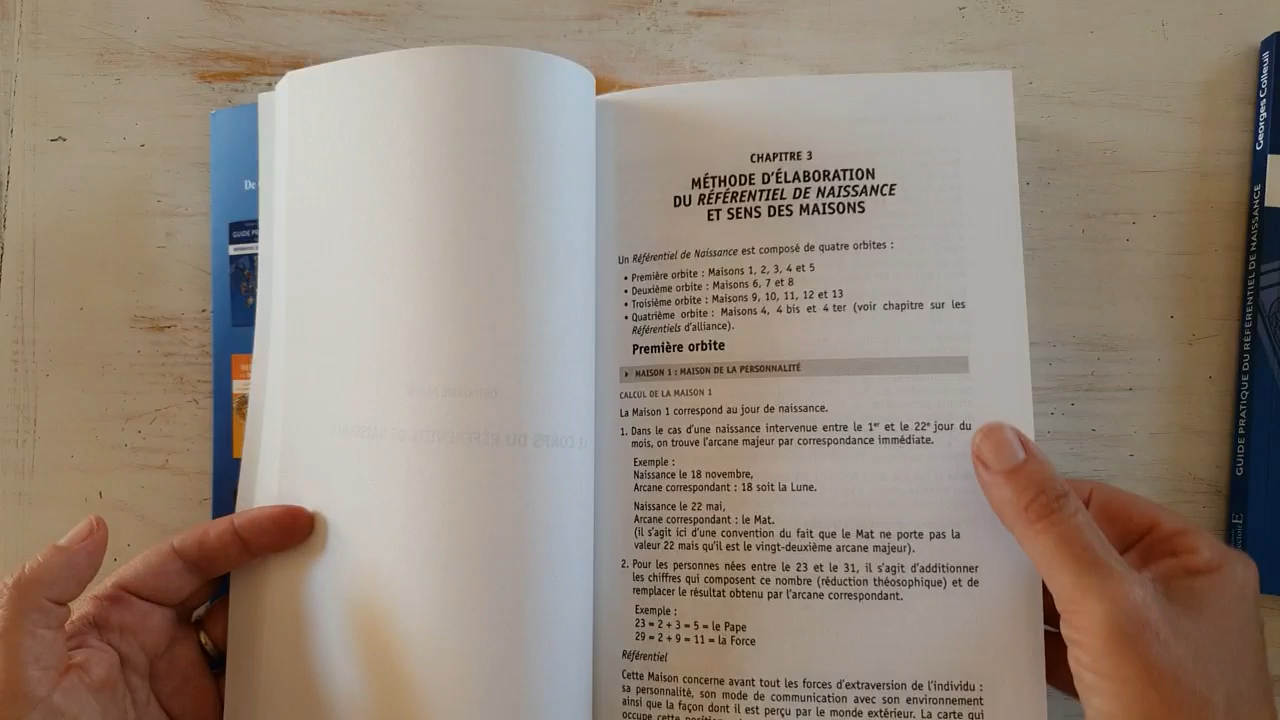 De
GUIDE PR
CHAPITRE 3
MÉTHODE D'ÉLABORATION
DU RÉFÉRENTIEL DE NAISSANCE
ET SENS DES MAISONS
Un Référentiel de Naissance est composé de quatre orbites :
• Première orbite : Maisons 1, 2, 3, 4 et 5
• Deuxième orbite : Maisons 6, 7 et 8
• Troisième orbite : Maisons 9, 10, 11, 12 et 13
• Quatrième orbite : Maisons 4, 4 bis et 4 ter (voir chapitre sur les
Référentiels d'alliance).
Première orbite
MAISON 1 : MAISON DE LA PERSONNALITÉ
CALCUL DE LA MAISON 1
La Maison 1 correspond au jour de naissance.
1. Dans le cas d'une naissance intervenue entre le 1er et le 22e jour du
mois, on trouve l'arcane majeur par correspondance immédiate.
Exemple :
Naissance le 18 novembre,
Arcane correspondant : 18 soit la Lune.
Naissance le 22 mai,
Arcane correspondant : le Mat.
(il s'agit ici d'une convention du fait que le Mat ne porte pas la
valeur 22 mais qu'il est le vingt-deuxième arcane majeur).
2. Pour les personnes nées entre le 23 et le 31, il s'agit d'additionner
les chiffres qui composent ce nombre (réduction théosophique) et de
remplacer le résultat obtenu par l'arcane correspondant.
Exemple :
23 = 2 + 3 = 5 = le Pape
29 = 2 + 9 = 11 = la Force
Référentiel
Cette Maison concerne avant tout les forces d'extraversion de l'individu :
sa personnalité, son mode de communication avec son environnement
ainsi que la façon dont il est perçu par le monde extérieur. La carte qui
occupe cette
Georges Colleuil
GUIDE PRATIQUE DU RÉFÉRENTIEL DE NAISSANCE